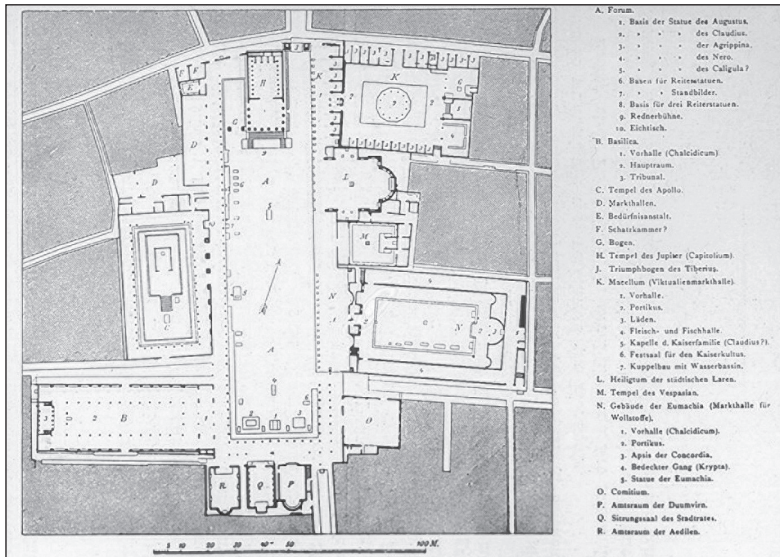 A. Forum.
1. Basis der Statue des Augustus.
2. » » » des Claudius.
3. » » » der Agrippina.
4. » » » des Nero.
5. » » » des Caligula?
6. Basen für Reiterstatuen.
7. » » Standbilder.
8. Basis für drei Reiterstatuen.
9. Rednerbühne.
10. Eichtisch.
B. Basilica.
1. Vorhalle (Chalcidicum).
2. Hauptraum.
3. Tribunal.
C. Tempel des Apollo.
D. Markthallen.
E. Bedürfnisanstalt.
F. Schatzkammer?
G. Bogen.
H. Tempel des Jupiter (Capitolium).
J. Triumphbogen des Tiberius.
K. Macellum (Viktualienmarkthalle).
1. Vorhalle.
2. Portikus.
3. Läden.
4. Fleisch- und Fischhalle.
5. Kapelle d. Kaiserfamilie (Claudius?).
6. Festsaal für den Kaiserkultus.
7. Kuppelbau mit Wasserbassin.
L. Heiligtum der städtischen Laren.
M. Tempel des Vespasian.
N. Gebäude der Eumachia (Markthalle für
Wollstoffe).
1. Vorhalle (Chalcidicum).
2. Portikus.
3. Apsis der Concordia.
4. Bedeckter Gang (Krypta).
5. Statue der Eumachia.
O. Comitium.
P. Amtsraum der Duumvirn.
Q. Sitzungssaal des Stadtrates.
R. Amtsraum der Aedilen.
H
K
D
L
A
M
N
C
B
O
R
Q
P
5 10 20 30 40 50 100 M.